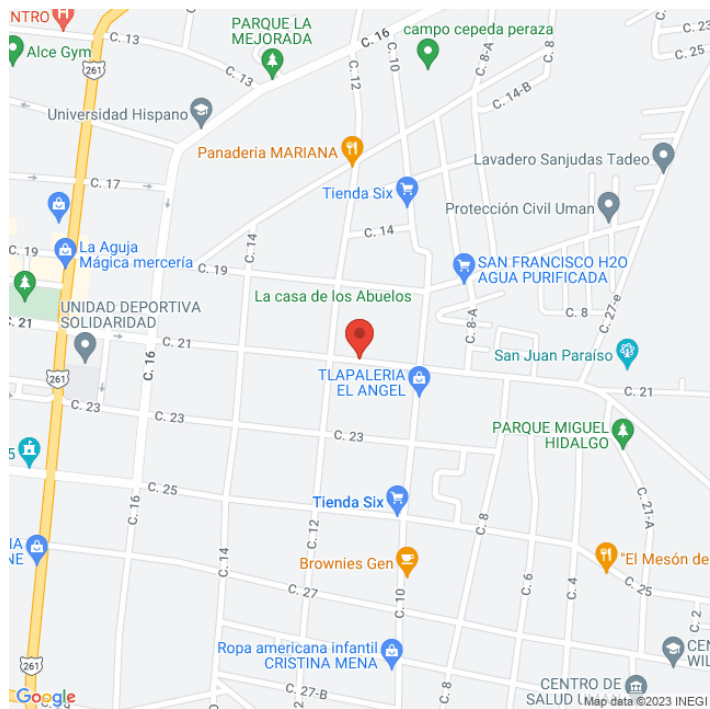 NTRO
C. 13
Alce Gym
261
PARQUE LA
MEJORADA
C. 16
C. 13
C. 12
C. 10
campo cepeda peraza
C. 8-A
C. 8
C. 14-B
C. 23
C. 25
Universidad Hispano
Panaderia MARIANA
Lavadero Sanjudas Tadeo
C. 17
Tienda Six
Protección Civil Uman
C. 14
C. 14
C. 19
La Aguja
Mágica mercería
C. 19
SAN FRANCISCO H2O
AGUA PURIFICADA
La casa de los Abuelos
C. 8
C. 27-e
UNIDAD DEPORTIVA
SOLIDARIDAD
C. 21
C. 16
C. 21
C. 8-A
San Juan Paraíso
261
TLAPALERIA
EL ANGEL
C. 21
C. 23
C. 23
C. 23
PARQUE MIGUEL
HIDALGO
5
C. 25
C. 16
C. 12
Tienda Six
C. 8
C. 21-A
IA
NE
C. 14
Brownies Gen
C. 6
C. 4
"El Mesón de
C. 25
C. 27
C. 10
C. 2
Ropa americana infantil
CRISTINA MENA
CEN
WIL
261
C. 27-B
C. 8
CENTRO DE
SALUD UMAN
Google
Map data ©2023 INEGI